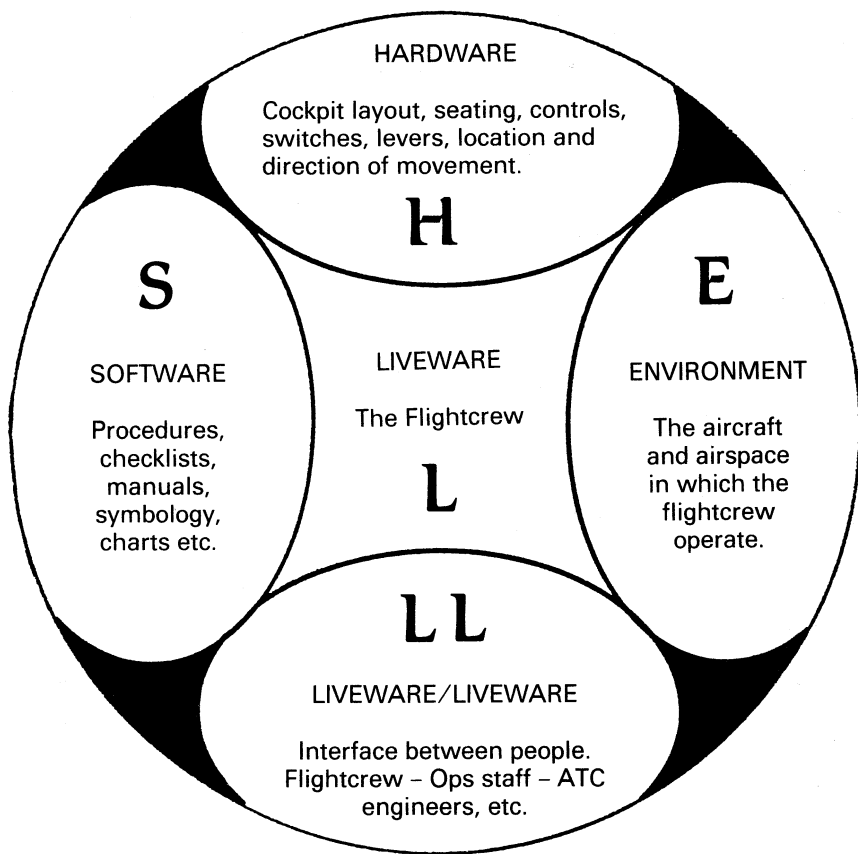 HARDWARE
Cockpit layout, seating, controls,
switches, levers, location and
direction of movement.
H
S
SOFTWARE
Procedures,
checklists,
manuals,
symbology,
charts etc.
LIVEWARE
The Flightcrew
L
E
ENVIRONMENT
The aircraft
and airspace
in which the
flightcrew
operate.
L L
LIVEWARE/LIVEWARE
Interface between people.
Flightcrew – Ops staff – ATC
engineers, etc.